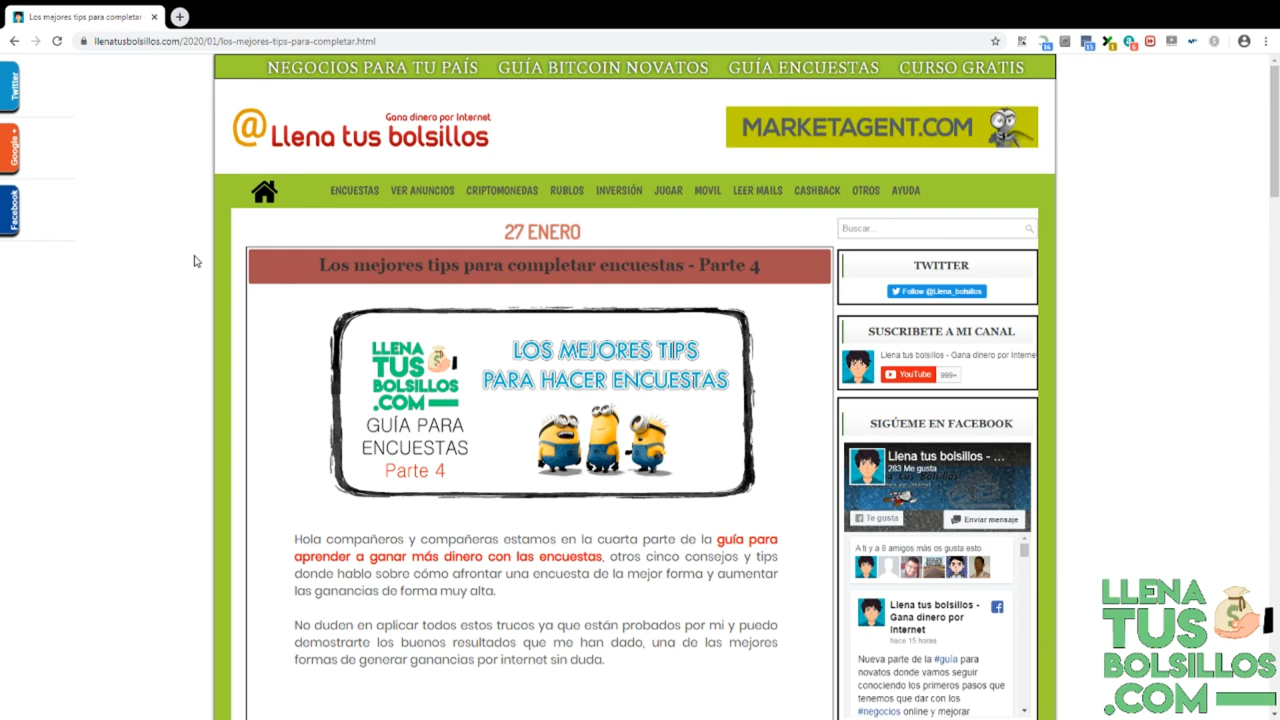 Los mejores tips para completar
llenatusbolsillos.com/2020/01/los-mejores-tips-para-completar.html
Twitter
Google +
Facebook
NEGOCIOS PARA TU PAÍS GUÍA BITCOIN NOVATOS GUÍA ENCUESTAS CURSO GRATIS
Gana dinero por Internet
@Llena tus bolsillos
MARKETAGENT.COM
ENCUESTAS VER ANUNCIOS CRIPTOMONEDAS RUBLOS INVERSIÓN JUGAR MOVIL LEER MAILS CASHBACK OTROS AYUDA
27 ENERO
Los mejores tips para completar encuestas - Parte 4
LLENA
TUS
BOLSILLOS
.COM
GUÍA PARA
ENCUESTAS
Parte 4
LOS MEJORES TIPS
PARA HACER ENCUESTAS
Hola compañeros y compañeras estamos en la cuarta parte de la guía para
aprender a ganar más dinero con las encuestas, otros cinco consejos y tips
donde hablo sobre cómo afrontar una encuesta de la mejor forma y aumentar
las ganancias de forma muy alta.
No duden en aplicar todos estos trucos ya que están probados por mi y puedo
demostrarte los buenos resultados que me han dado, una de las mejores
formas de generar ganancias por internet sin duda.
Buscar...
TWITTER
Follow @Llena_bolsillos
SUSCRIBETE A MI CANAL
Llena tus bolsillos - Gana dinero por Interne
YouTube 999+
SIGÚEME EN FACEBOOK
Llena tus bolsillos - ...
283 Me gusta
Te gusta
Enviar mensaje
A ti y a 8 amigos más os gusta esto
Llena tus bolsillos -
Gana dinero por
Internet
hace 15 horas
Nueva parte de la #guía para
novatos donde vamos seguir
conociendo los primeros pasos que
tenemos que dar con los
#negocios online y mejorar
LLENA
TUS
BOLSILLOS
.COM